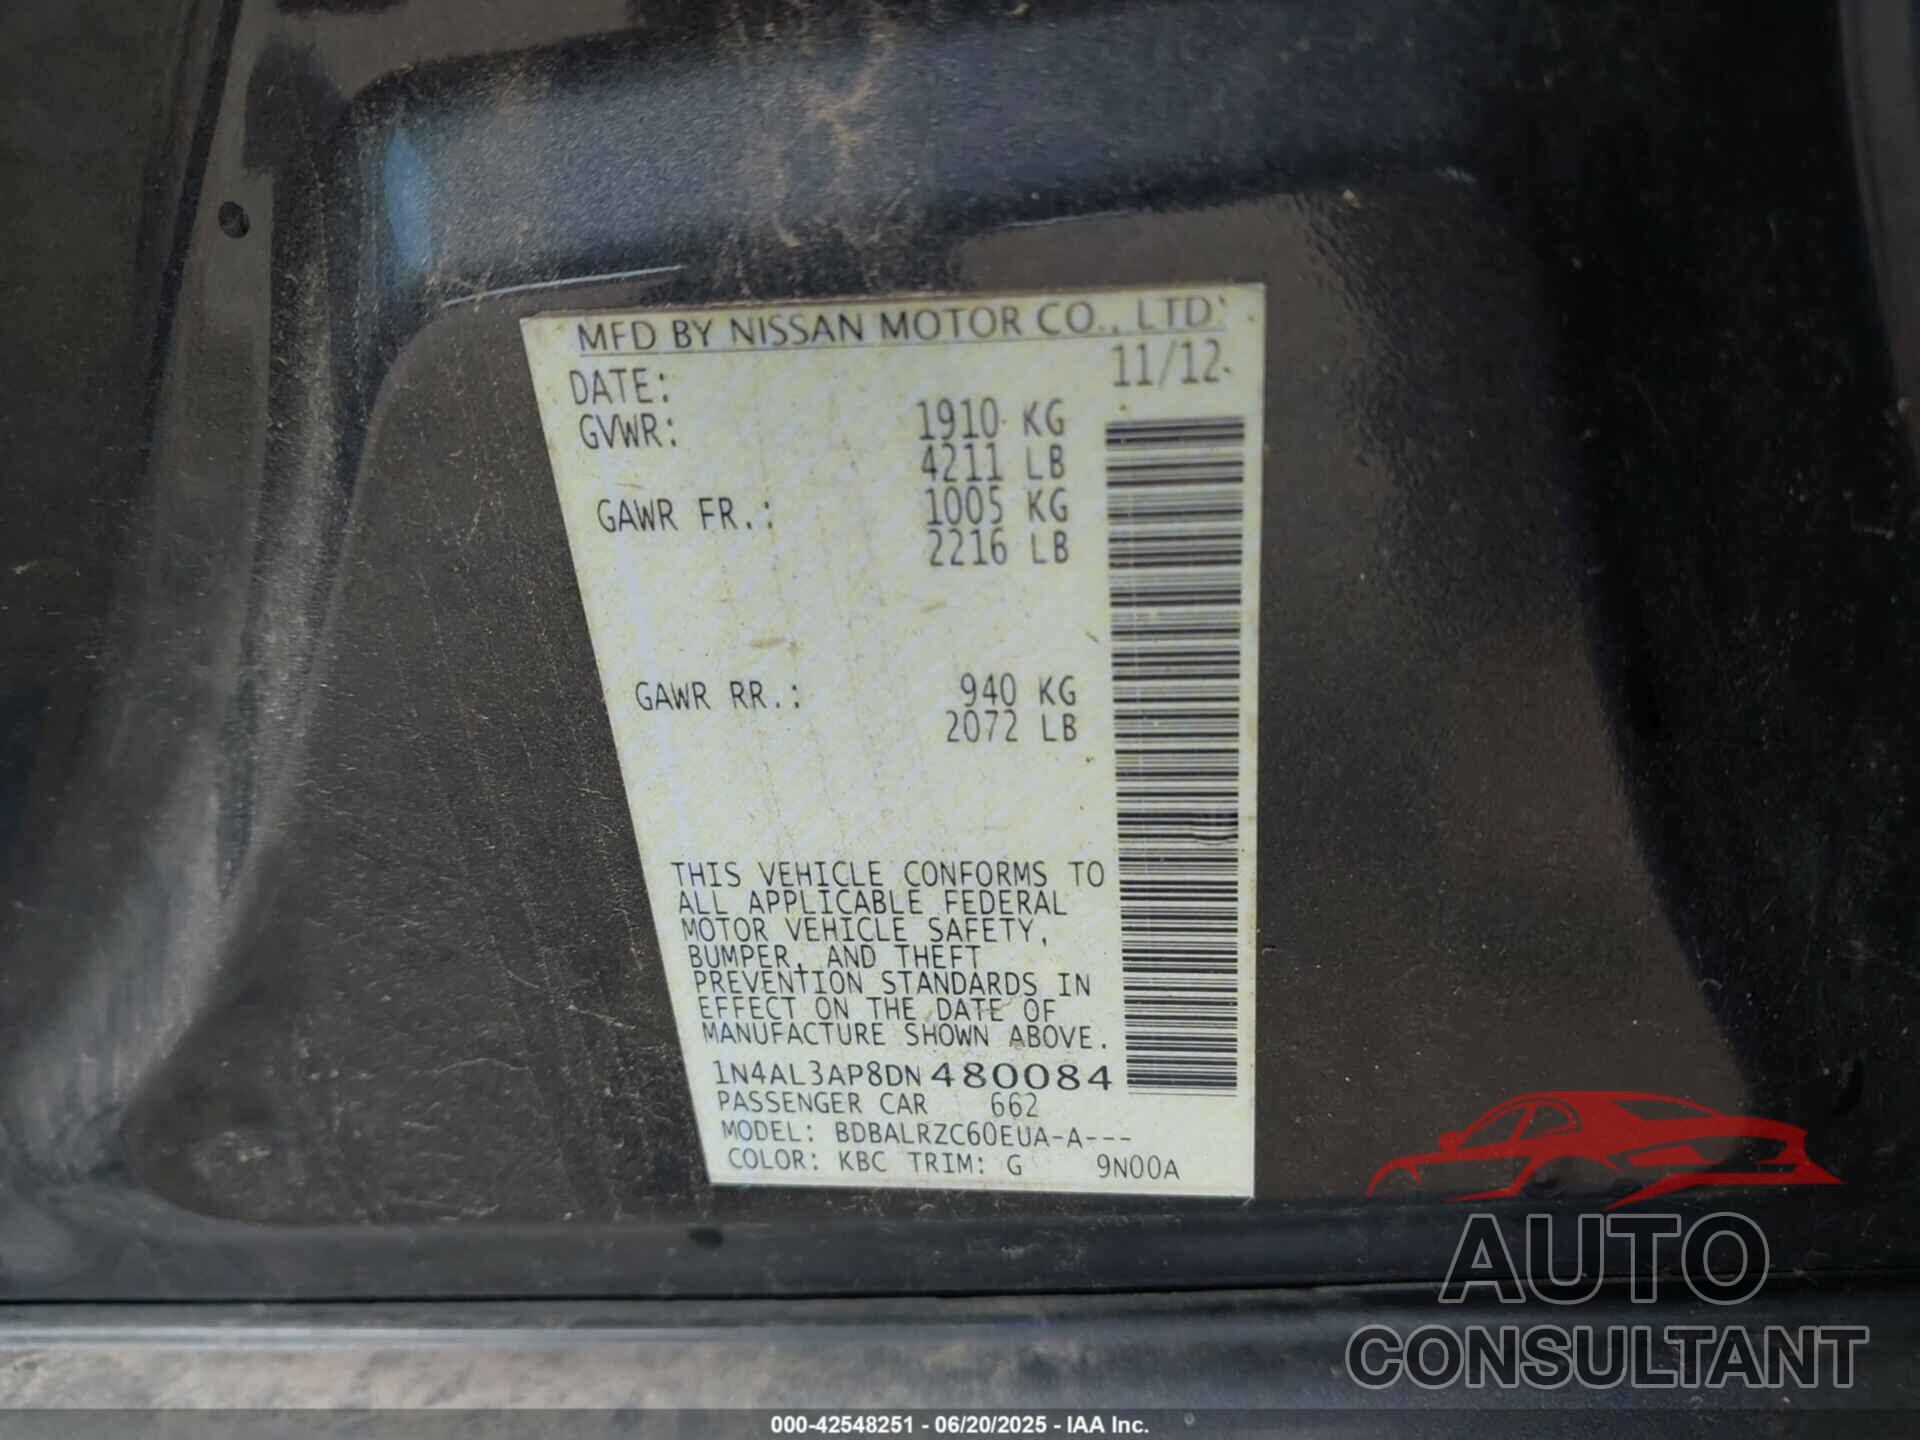 MFD BY NISSAN MOTOR CO., LTD.
DATE: 11/12
GVWR: 1910 KG
4211 LB
GAWR FR.: 1005 KG
2216 LB
GAWR RR.: 940 KG
2072 LB
THIS VEHICLE CONFORMS TO
ALL APPLICABLE FEDERAL
MOTOR VEHICLE SAFETY,
BUMPER, AND THEFT
PREVENTION STANDARDS IN
EFFECT ON THE DATE OF
MANUFACTURE SHOWN ABOVE.
1N4AL3AP8DN480084
PASSENGER CAR 662
MODEL: BDBALRZC60EUA-A---
COLOR: KBC TRIM: G 9N00A
AUTO
CONSULTANT
000-42548251 - 06/20/2025 - IAA Inc.